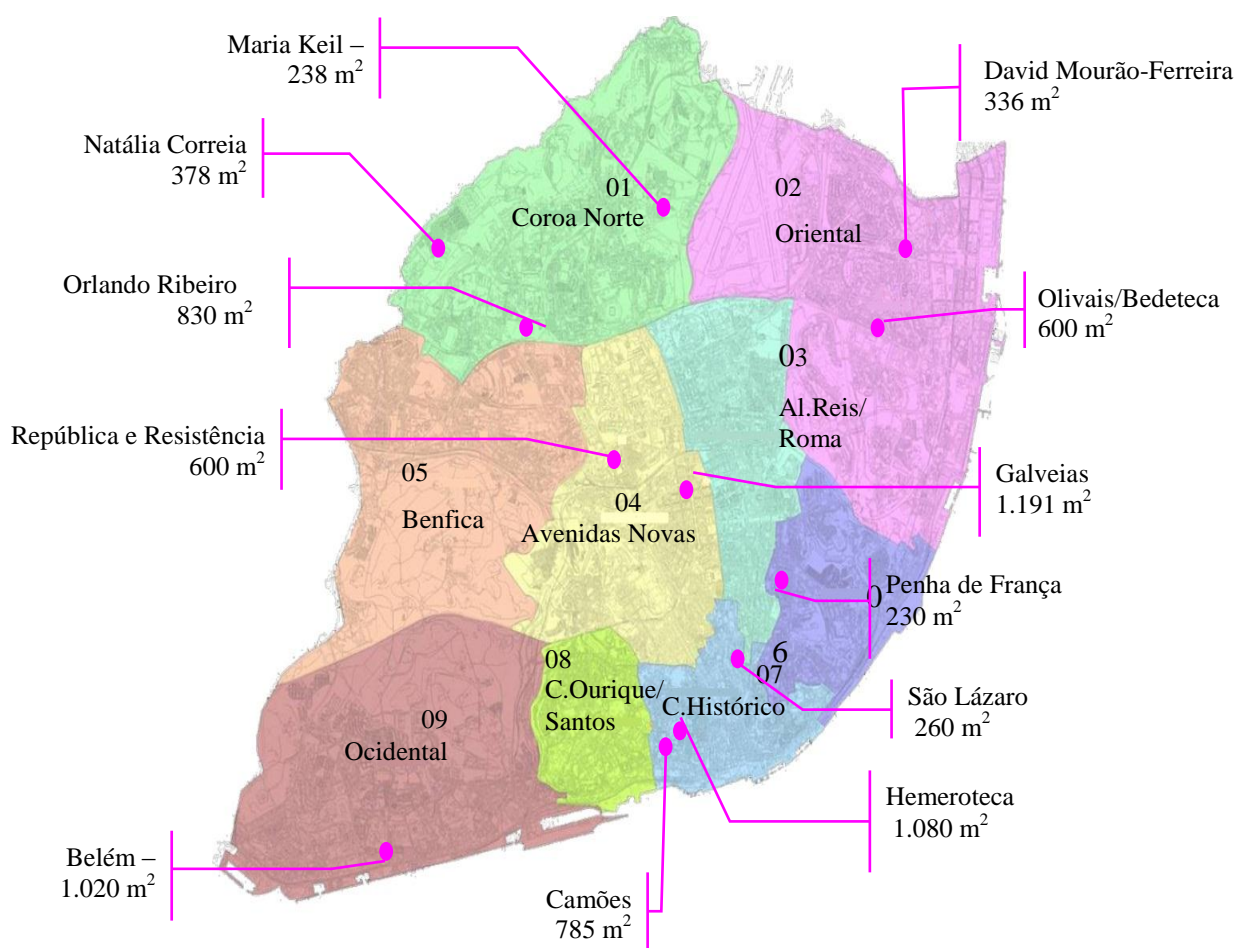 Maria Keil –
238 m²
David Mourão-Ferreira
336 m²
Natália Correia
378 m²
01
Coroa Norte
02
Oriental
Orlando Ribeiro
830 m²
Olivais/Bedeteca
600 m²
03
Al.Reis/
Roma
República e Resistência
600 m²
05
Benfica
04
Avenidas Novas
Galveias
1.191 m²
0
6
Penha de França
230 m²
08
C.Ourique/
Santos
07
C.Histórico
São Lázaro
260 m²
09
Ocidental
Hemeroteca
1.080 m²
Belém –
1.020 m²
Camões
785 m²